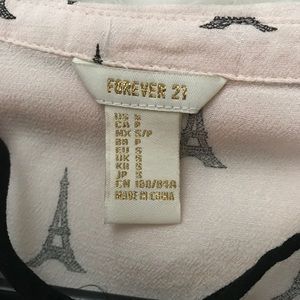 FOREVER 21
US S
CA P
MX S/P
BR P
EU S
UK S
KR S
JP S
CN 160/84A
MADE IN CHINA